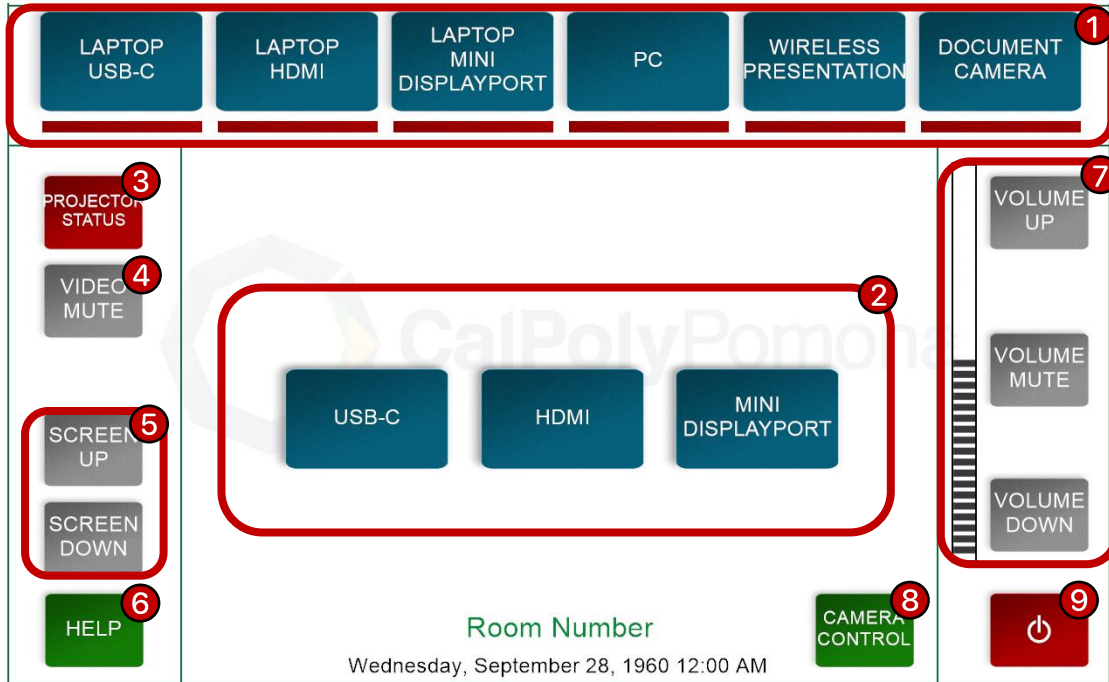 1
LAPTOP
USB-C
LAPTOP
HDMI
LAPTOP
MINI
DISPLAYPORT
PC
WIRELESS
PRESENTATION
DOCUMENT
CAMERA
3
PROJECTOR
STATUS
4
VIDEO
MUTE
5
SCREEN
UP
SCREEN
DOWN
6
HELP
CalPolyPomona
2
USB-C
HDMI
MINI
DISPLAYPORT
Room Number
Wednesday, September 28, 1960 12:00 AM
7
VOLUME
UP
VOLUME
MUTE
VOLUME
DOWN
8
CAMERA
CONTROL
9